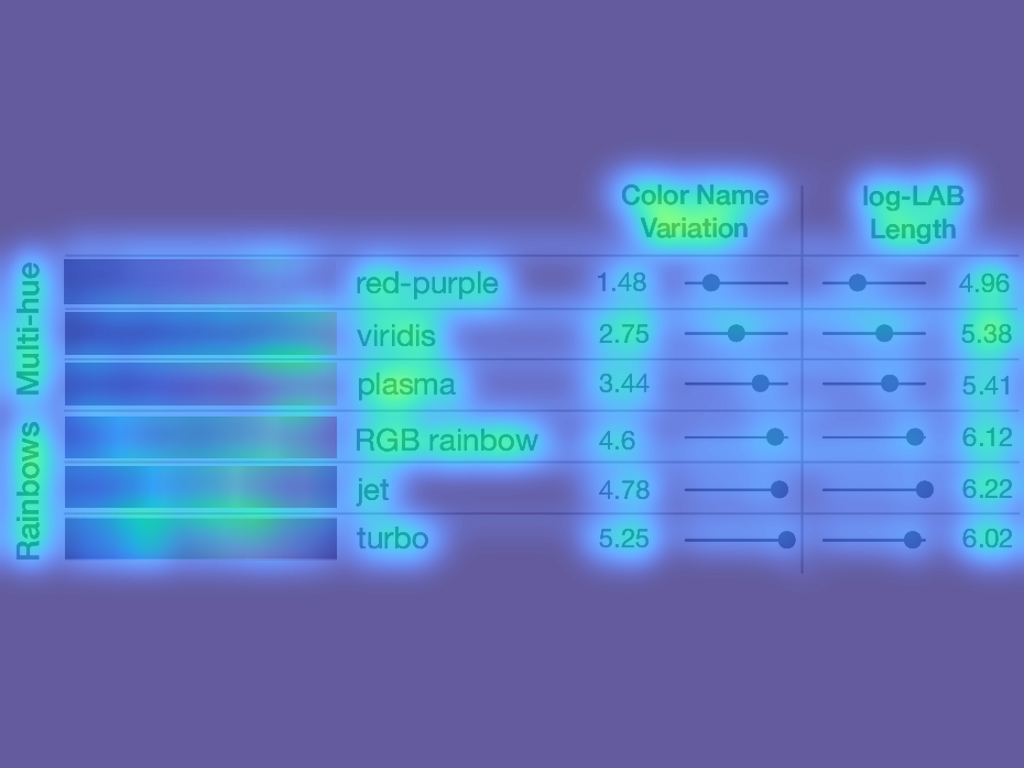 Color Name Variation
log-LAB Length
Multi-hue
red-purple 1.48 4.96
viridis 2.75 5.38
plasma 3.44 5.41
Rainbows
RGB rainbow 4.6 6.12
jet 4.78 6.22
turbo 5.25 6.02